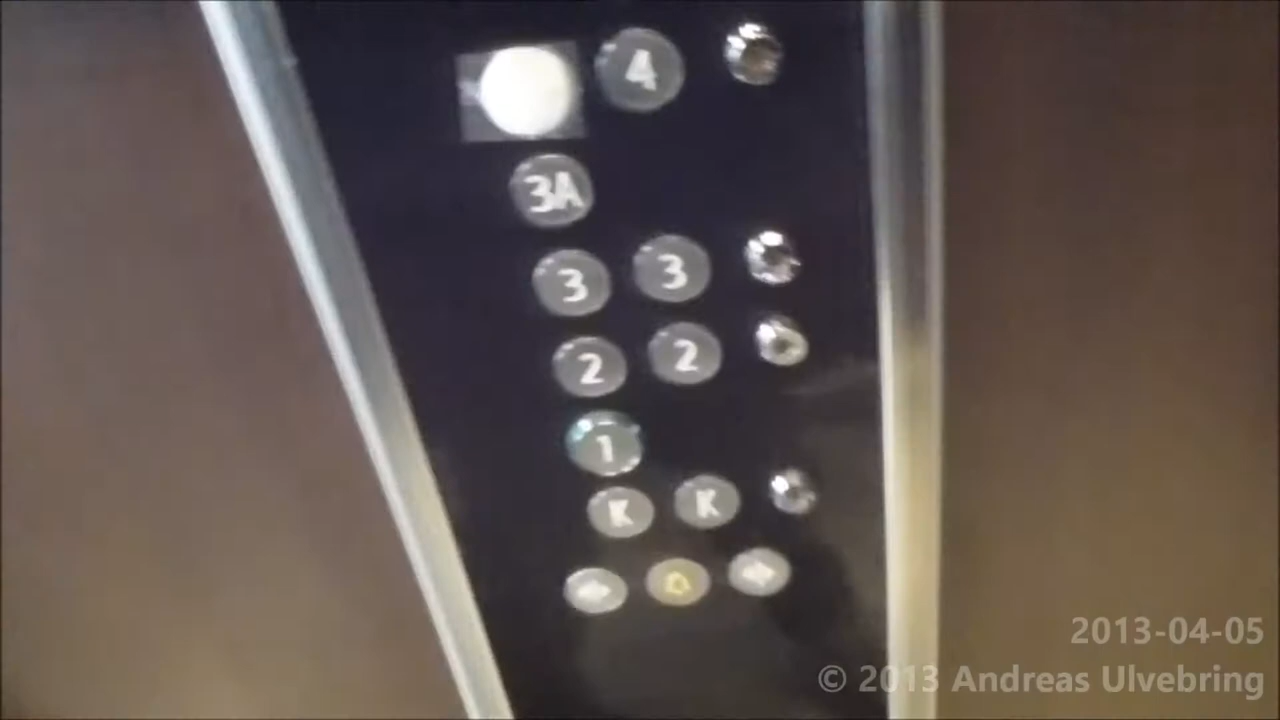 4
3A
3 3
2 2
1
K K
2013-04-05
© 2013 Andreas Ulvebring